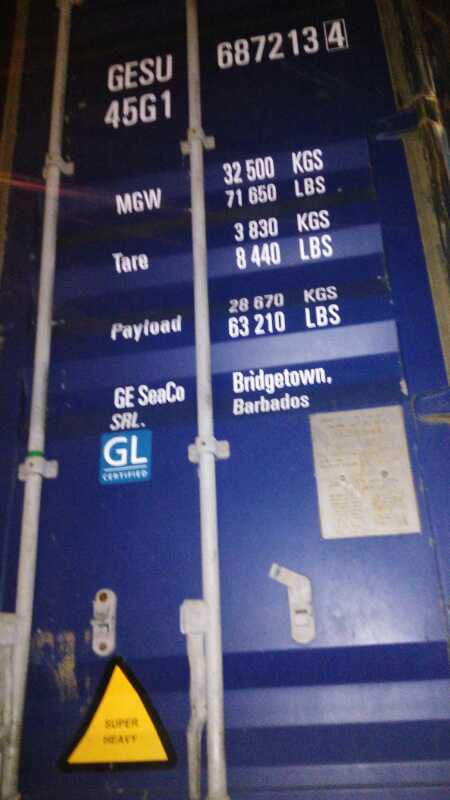 GESU 687213 4
45G1
MGW 32 500 KGS
71 650 LBS
Tare 3 830 KGS
8 440 LBS
Payload 28 670 KGS
63 210 LBS
GE SeaCo Bridgetown,
SRL. Barbados
GL
CERTIFIED
SUPER
HEAVY